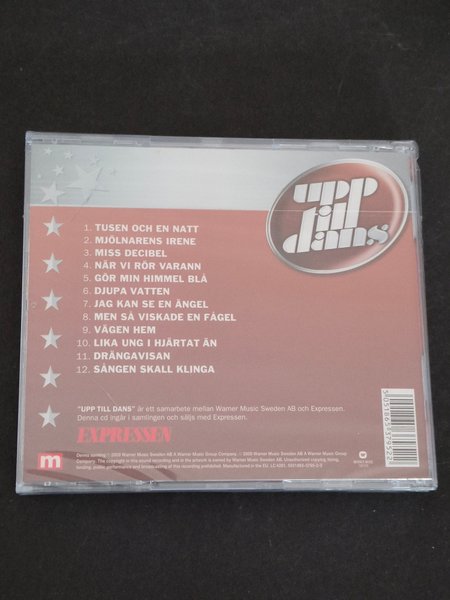 upp
till
dans
1. TUSEN OCH EN NATT
2. MJÖLNARENS IRENE
3. MISS DECIBEL
4. NÄR VI RÖR VARANN
5. GÖR MIN HIMMEL BLÅ
6. DJUPA VATTEN
7. JAG KAN SE EN ÄNGEL
8. MEN SÅ VISKADE EN FÅGEL
9. VÄGEN HEM
10. LIKA UNG I HJÄRTAT ÄN
11. DRÄNGAVISAN
12. SÅNGEN SKALL KLINGA
"UPP TILL DANS" är ett samarbete mellan Warner Music Sweden AB och Expressen.
Denna cd ingår i samlingen och säljs med Expressen.
EXPRESSEN
m